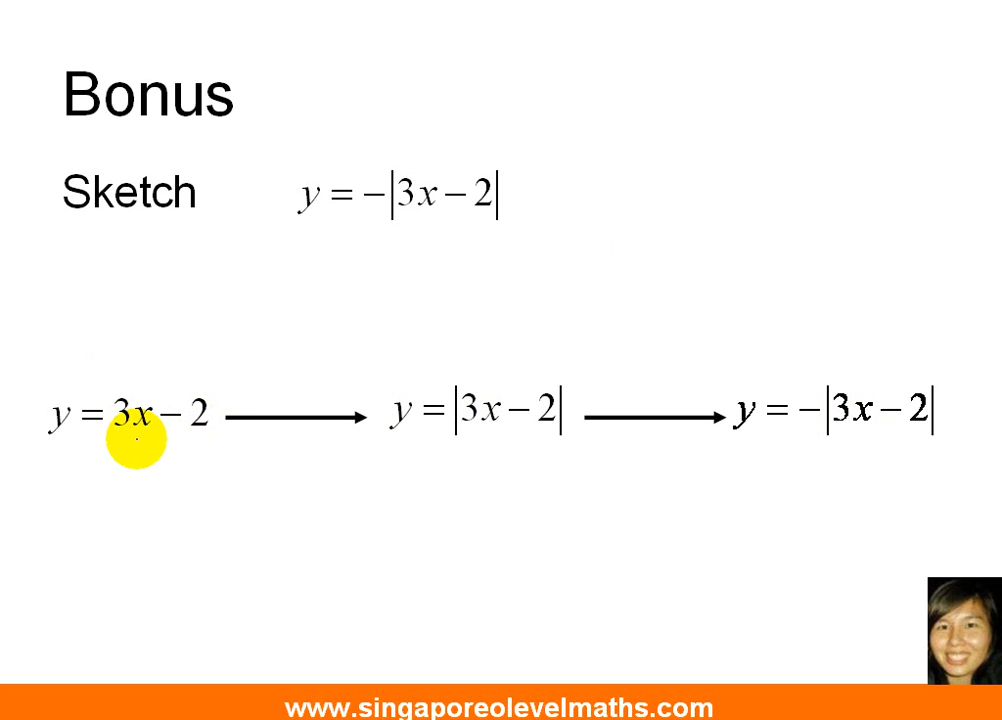 Bonus
Sketch y = −|3x − 2|
y = 3x − 2 → y = |3x − 2| → y = −|3x − 2|
www.singaporeolevelmaths.com